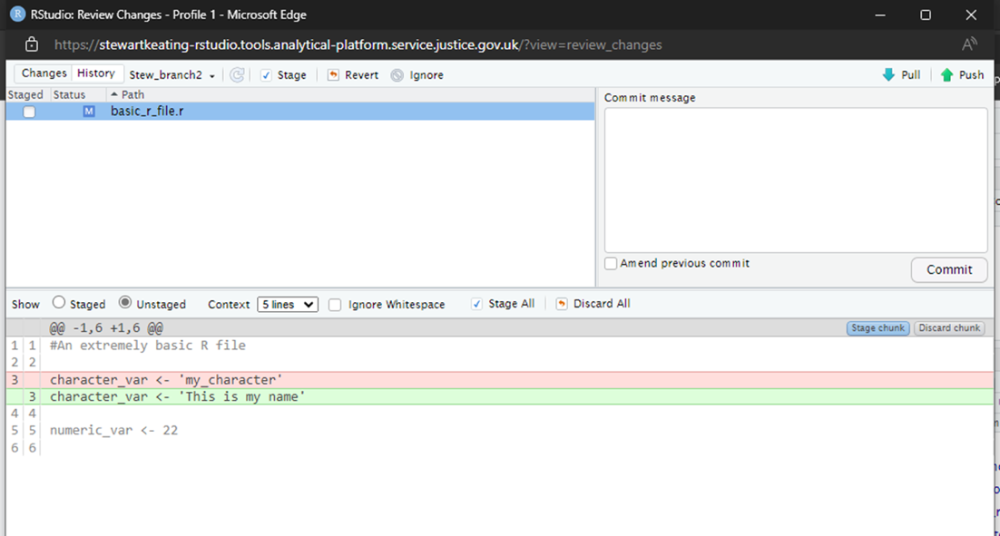 RStudio: Review Changes - Profile 1 - Microsoft Edge
https://stewartkeating-rstudio.tools.analytical-platform.service.justice.gov.uk/?view=review_changes
Changes History Stew_branch2 Stage Revert Ignore Pull Push
Staged Status Path
M basic_r_file.r
Commit message
Amend previous commit
Commit
Show Staged Unstaged Context 5 lines Ignore Whitespace Stage All Discard All
@@ -1,6 +1,6 @@ Stage chunk Discard chunk
1 1 #An extremely basic R file
2 2
3 character_var <- 'my_character'
3 character_var <- 'This is my name'
4 4
5 5 numeric_var <- 22
6 6